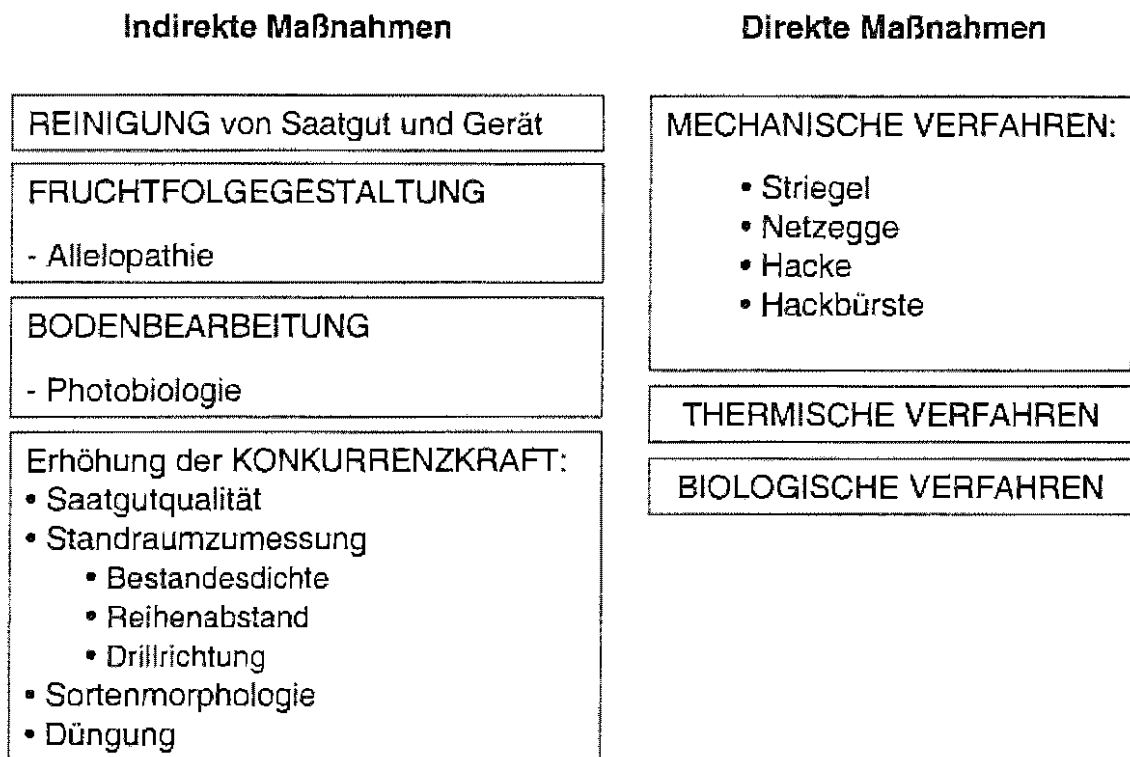 Indirekte Maßnahmen
REINIGUNG von Saatgut und Gerät
FRUCHTFOLGEGESTALTUNG
- Allelopathie
BODENBEARBEITUNG
- Photobiologie
Erhöhung der KONKURRENZKRAFT:
• Saatgutqualität
• Standraumzumessung
• Bestandesdichte
• Reihenabstand
• Drillrichtung
• Sortenmorphologie
• Düngung
Direkte Maßnahmen
MECHANISCHE VERFAHREN:
• Striegel
• Netzegge
• Hacke
• Hackbürste
THERMISCHE VERFAHREN
BIOLOGISCHE VERFAHREN